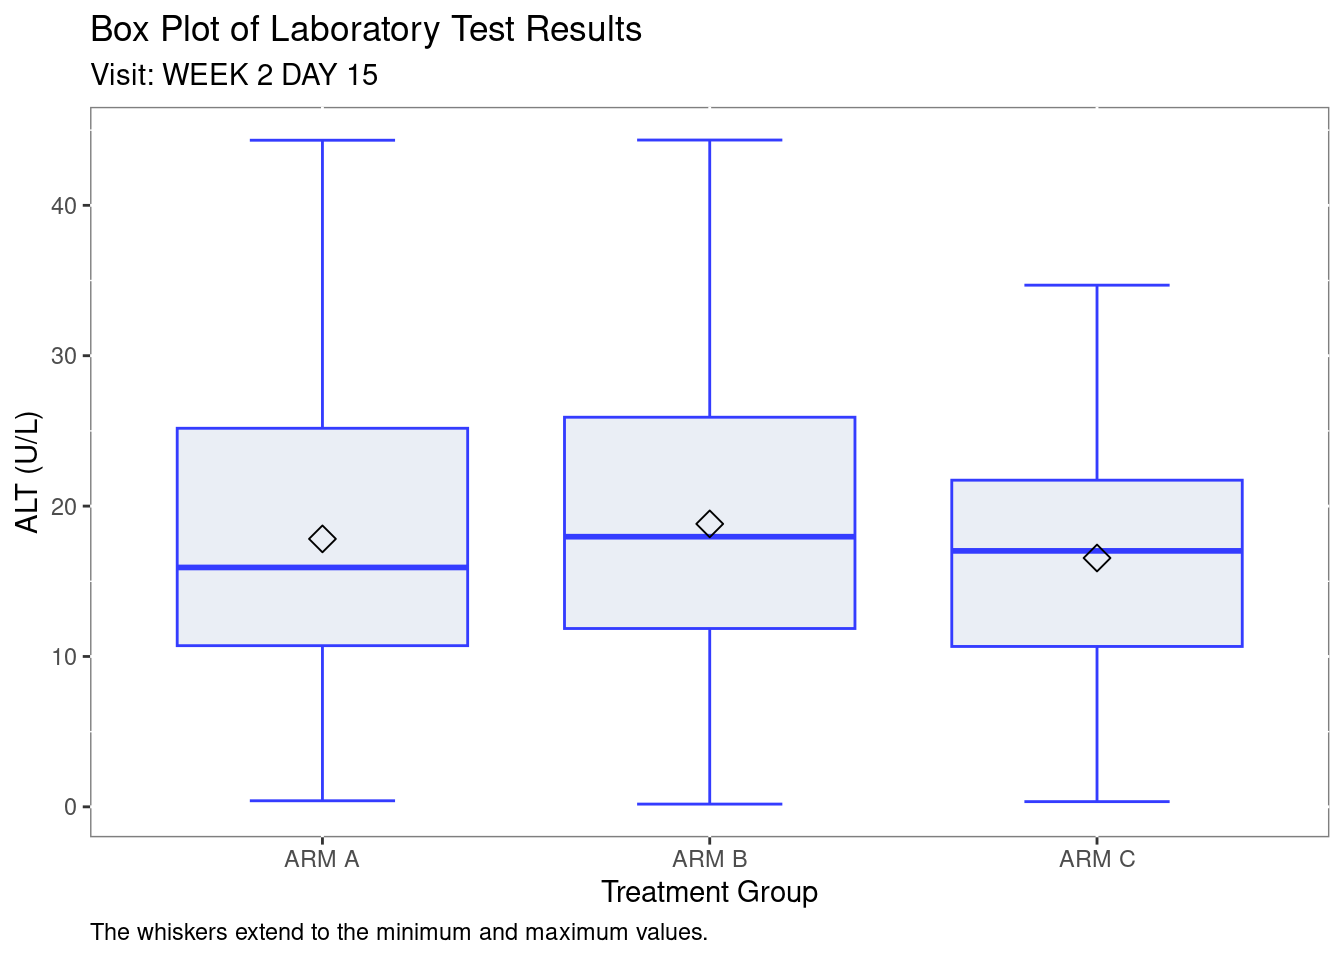 Box Plot of Laboratory Test Results
Visit: WEEK 2 DAY 15
ALT (U/L)
40
30
20
10
0
ARM A ARM B ARM C
Treatment Group
The whiskers extend to the minimum and maximum values.